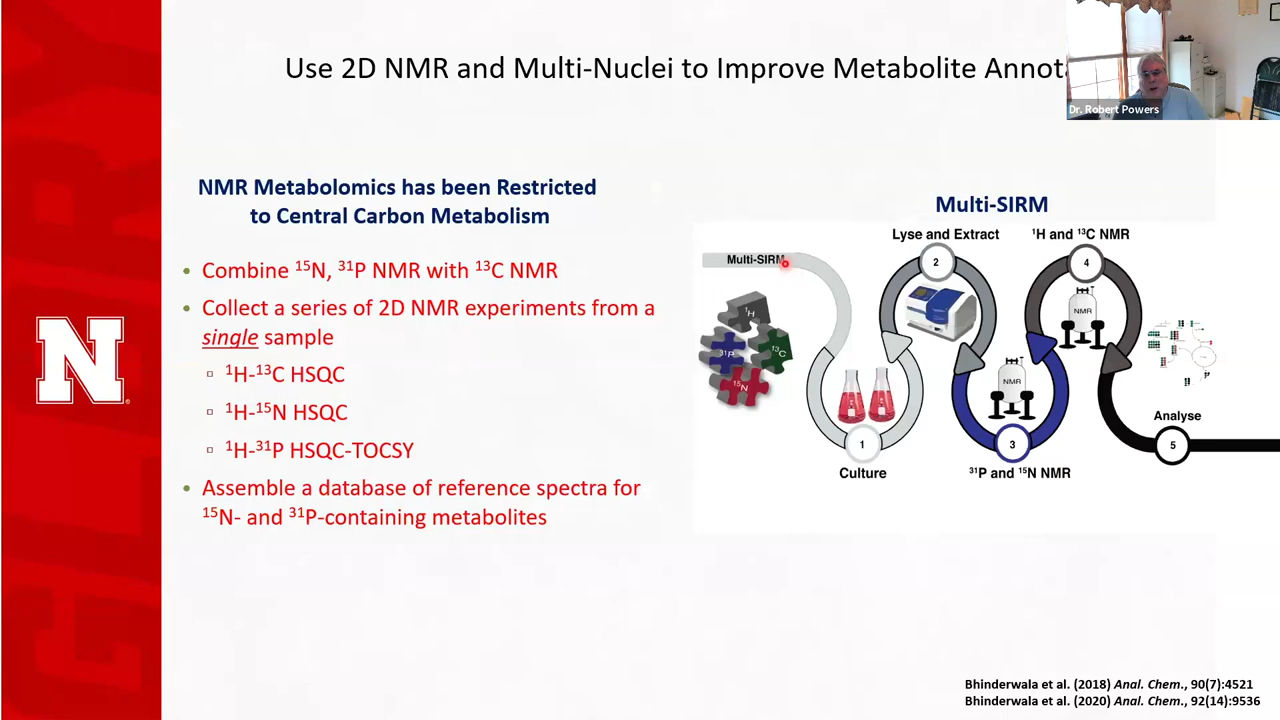 Use 2D NMR and Multi-Nuclei to Improve Metabolite Annota
Dr. Robert Powers
NMR Metabolomics has been Restricted
to Central Carbon Metabolism
• Combine ¹⁵N, ³¹P NMR with ¹³C NMR
• Collect a series of 2D NMR experiments from a
single sample
▫ ¹H-¹³C HSQC
▫ ¹H-¹⁵N HSQC
▫ ¹H-³¹P HSQC-TOCSY
• Assemble a database of reference spectra for
¹⁵N- and ³¹P-containing metabolites
N
Multi-SIRM
Lyse and Extract
¹H and ¹³C NMR
Multi-SIRM
2
4
¹H
³¹P
¹³C
¹⁵N
NMR
NMR
Analyse
1
3
5
Culture
³¹P and ¹⁵N NMR
Bhinderwala et al. (2018) Anal. Chem., 90(7):4521
Bhinderwala et al. (2020) Anal. Chem., 92(14):9536